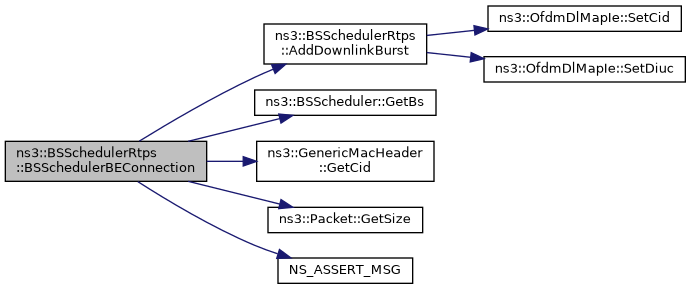 ns3::BSSchedulerRtps
::BSSchedulerBEConnection
ns3::BSSchedulerRtps
::AddDownlinkBurst
ns3::OfdmDlMapIe::SetCid
ns3::OfdmDlMapIe::SetDiuc
ns3::BSScheduler::GetBs
ns3::GenericMacHeader
::GetCid
ns3::Packet::GetSize
NS_ASSERT_MSG